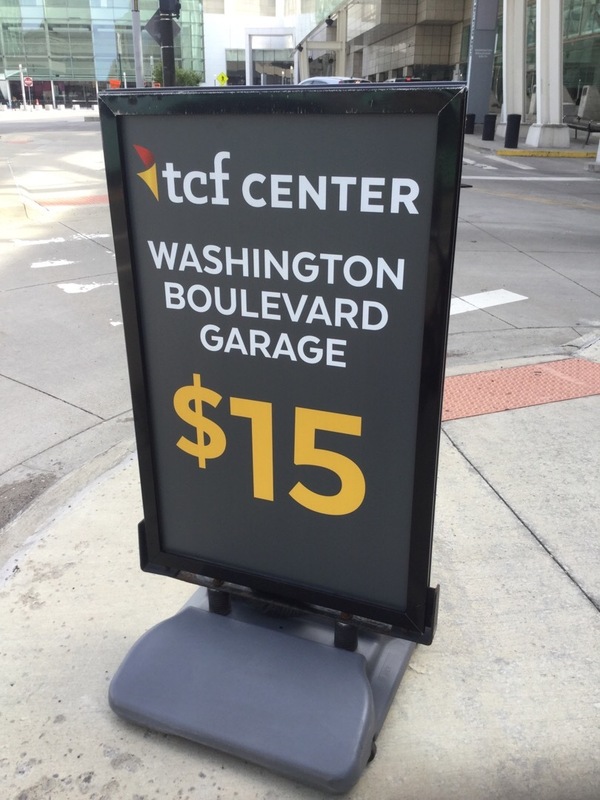 tcf CENTER
WASHINGTON
BOULEVARD
GARAGE
$15